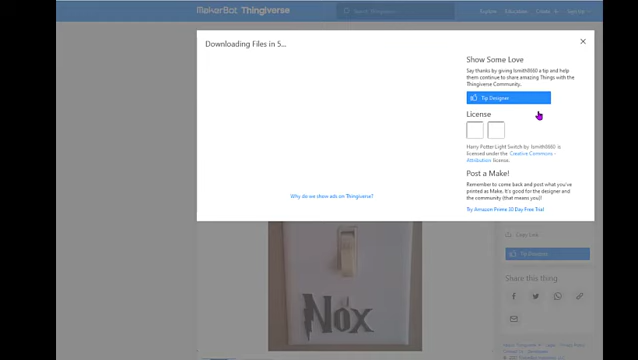 MakerBot Thingiverse
Search Thingiverse
Explore
Education
Create
Sign Up
Downloading Files in 5...
Why do we show ads on Thingiverse?
Show Some Love
Say thanks by giving a tip and help
them continue to share amazing Things with the
Thingiverse Community.
Tip Designer
License
Harry Potter Light Switch by is
licensed under the Creative Commons -
Attribution license.
Post a Make!
Remember to come back and post what you've
printed as Make. It's good for the designer and
the community (that means you)!
Try Amazon Prime 30 Day Free Trial
Nox
Copy Link
Tip Designer
Share this thing